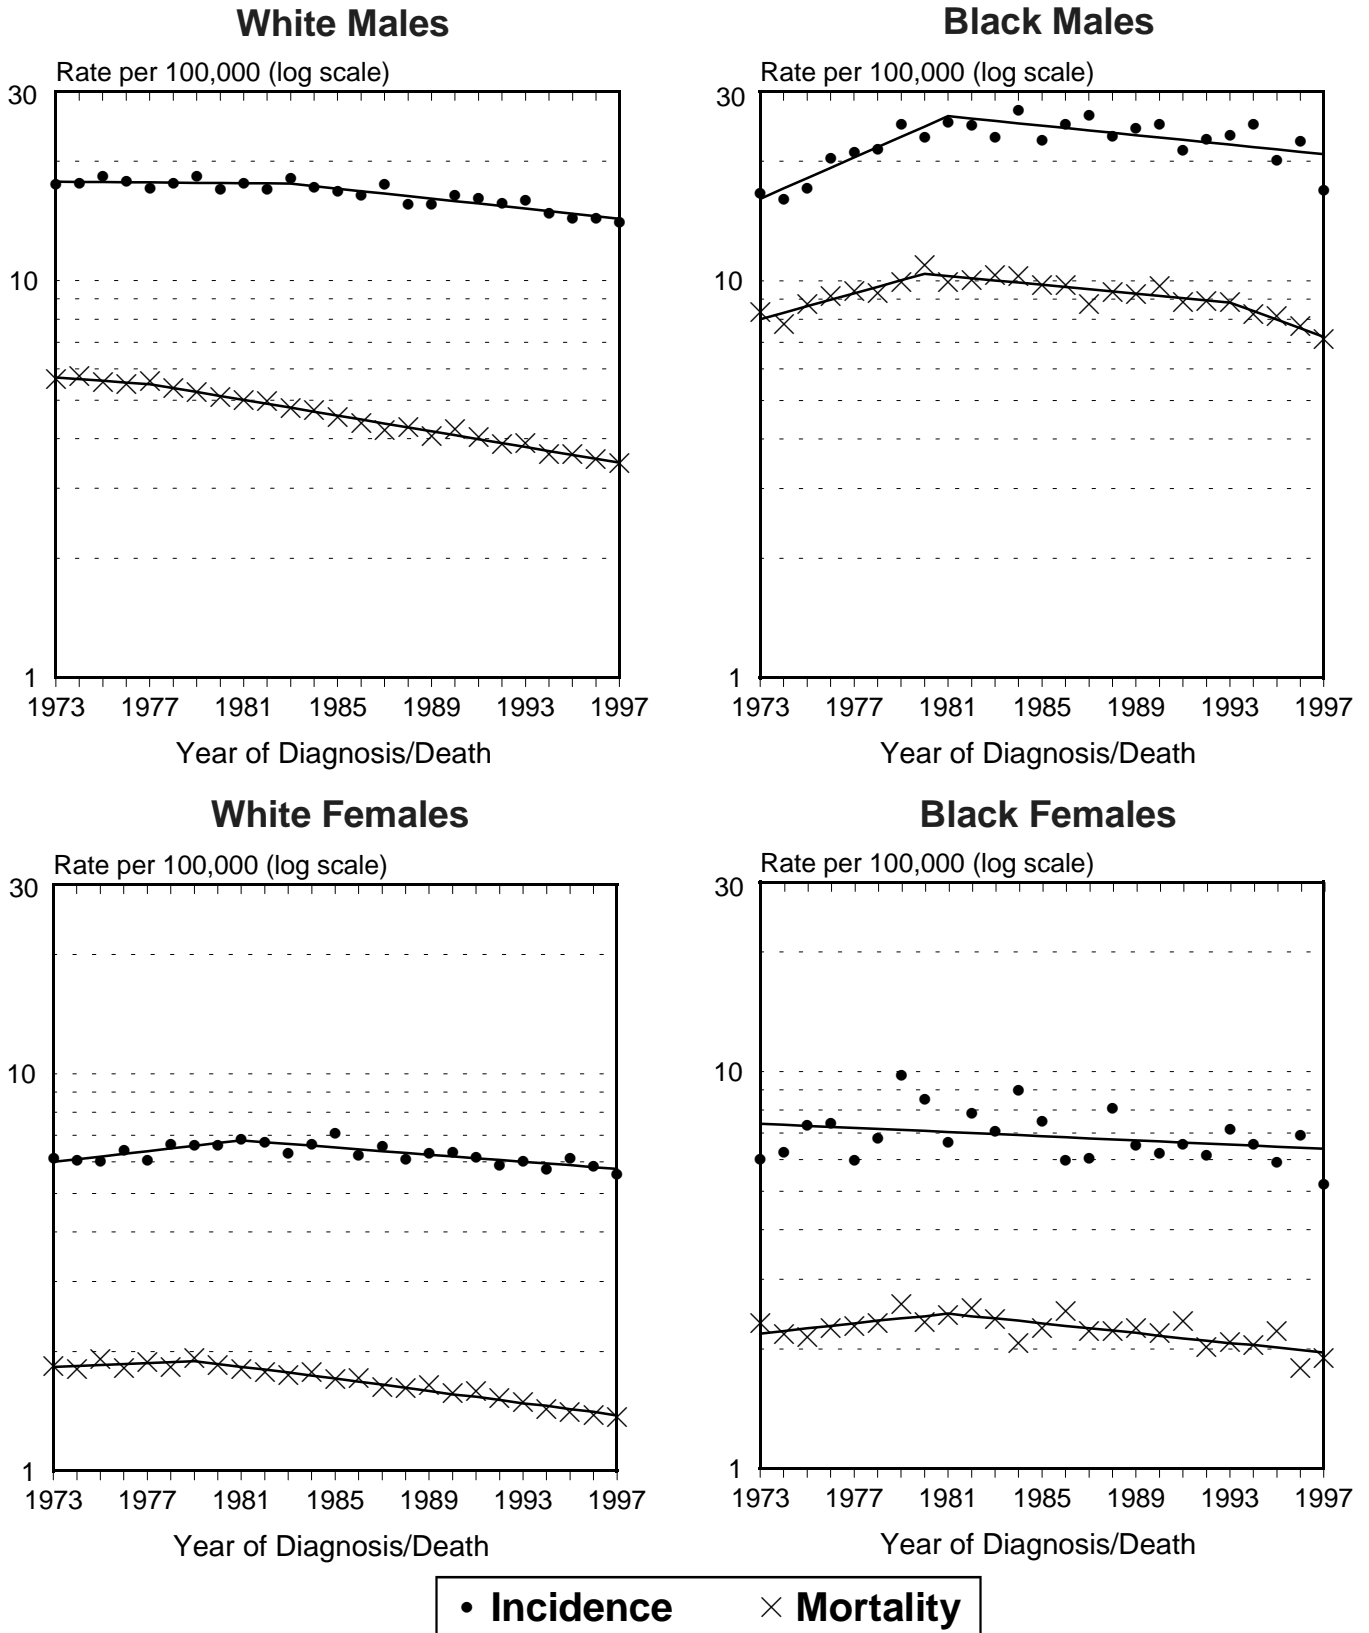 White Males
Rate per 100,000 (log scale)
30
10
1
1973 1977 1981 1985 1989 1993 1997
Year of Diagnosis/Death
Black Males
Rate per 100,000 (log scale)
30
10
1
1973 1977 1981 1985 1989 1993 1997
Year of Diagnosis/Death
White Females
Rate per 100,000 (log scale)
30
10
1
1973 1977 1981 1985 1989 1993 1997
Year of Diagnosis/Death
Black Females
Rate per 100,000 (log scale)
30
10
1
1973 1977 1981 1985 1989 1993 1997
Year of Diagnosis/Death
Incidence Mortality